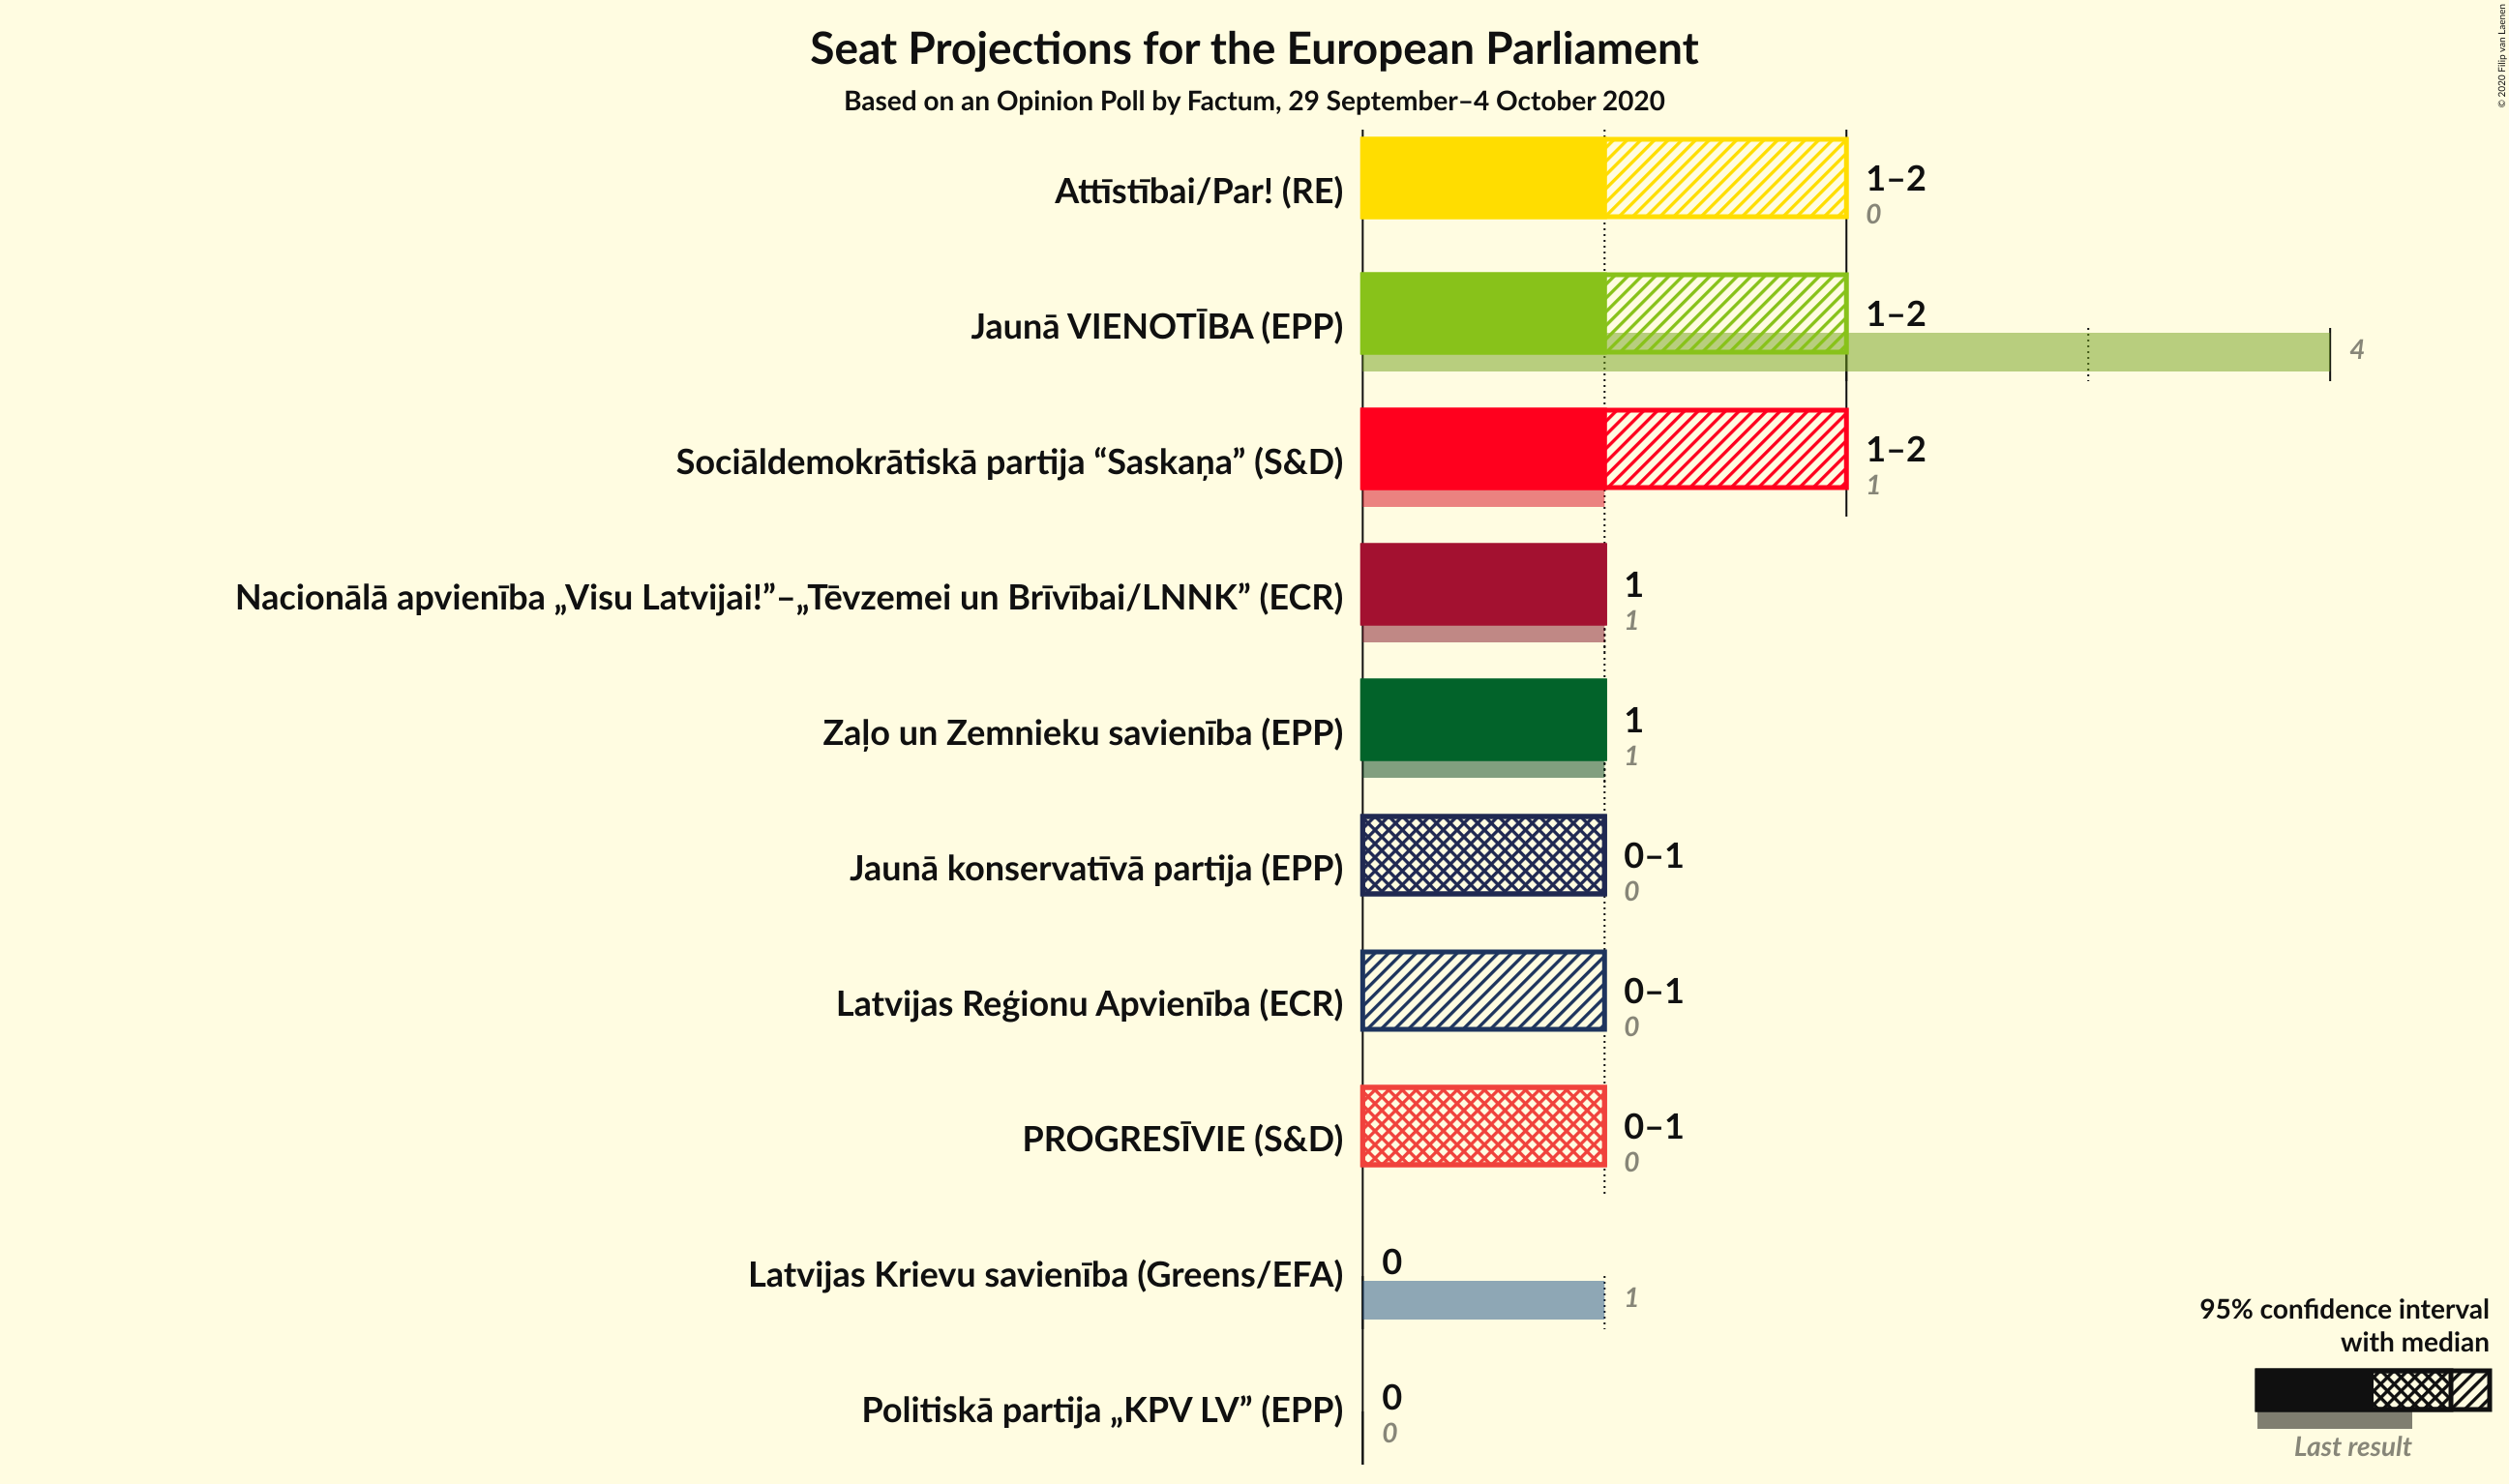 Seat Projections for the European Parliament
Based on an Opinion Poll by Factum, 29 September–4 October 2020
© 2020 Filip van Laenen
Attīstībai/Par! (RE)
1–2
0
Jaunā VIENOTĪBA (EPP)
1–2
4
Sociāldemokrātiskā partija “Saskaņa” (S&D)
1–2
1
Nacionālā apvienība „Visu Latvijai!”–„Tēvzemei un Brīvībai/LNNK” (ECR)
1
1
Zaļo un Zemnieku savienība (EPP)
1
1
Jaunā konservatīvā partija (EPP)
0–1
0
Latvijas Reģionu Apvienība (ECR)
0–1
0
PROGRESĪVIE (S&D)
0–1
0
Latvijas Krievu savienība (Greens/EFA)
0
1
Politiskā partija „KPV LV” (EPP)
0
0
95% confidence interval
with median
Last result